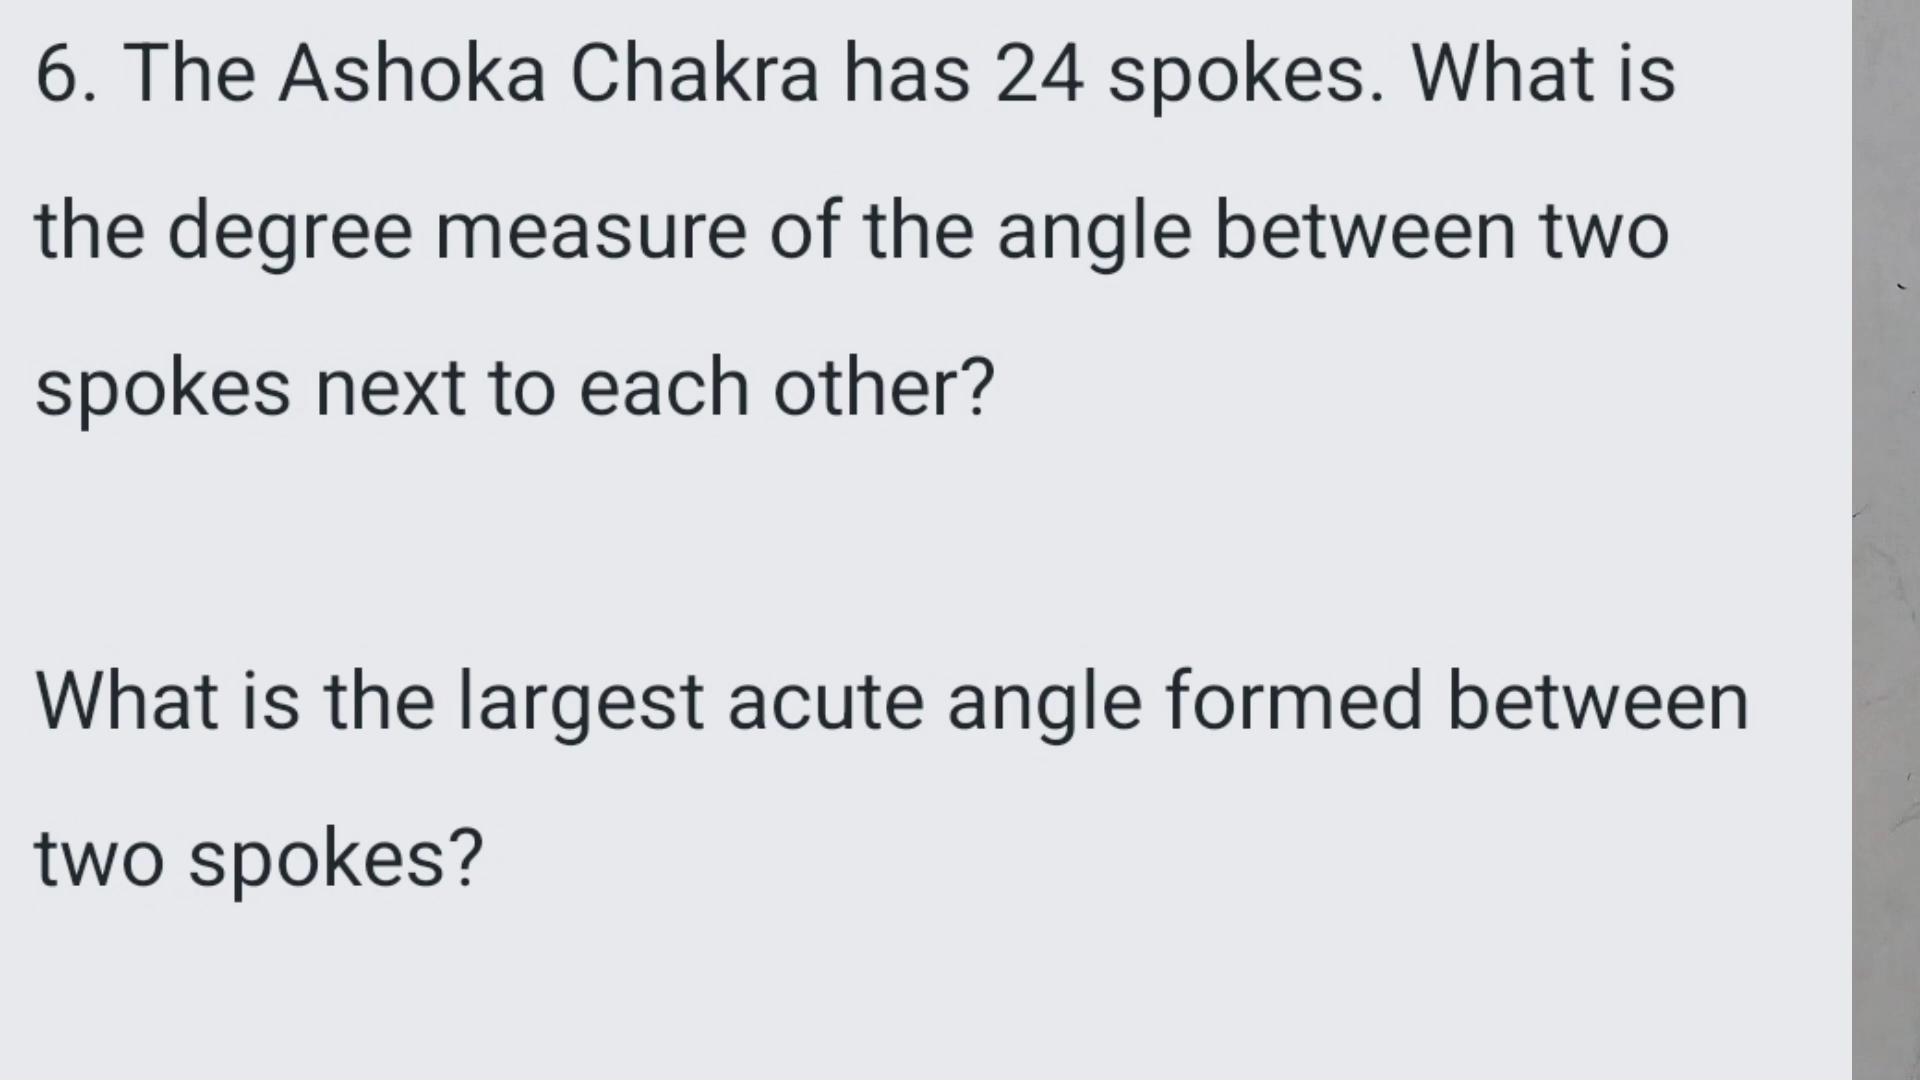 6. The Ashoka Chakra has 24 spokes. What is
the degree measure of the angle between two
spokes next to each other?
What is the largest acute angle formed between
two spokes?